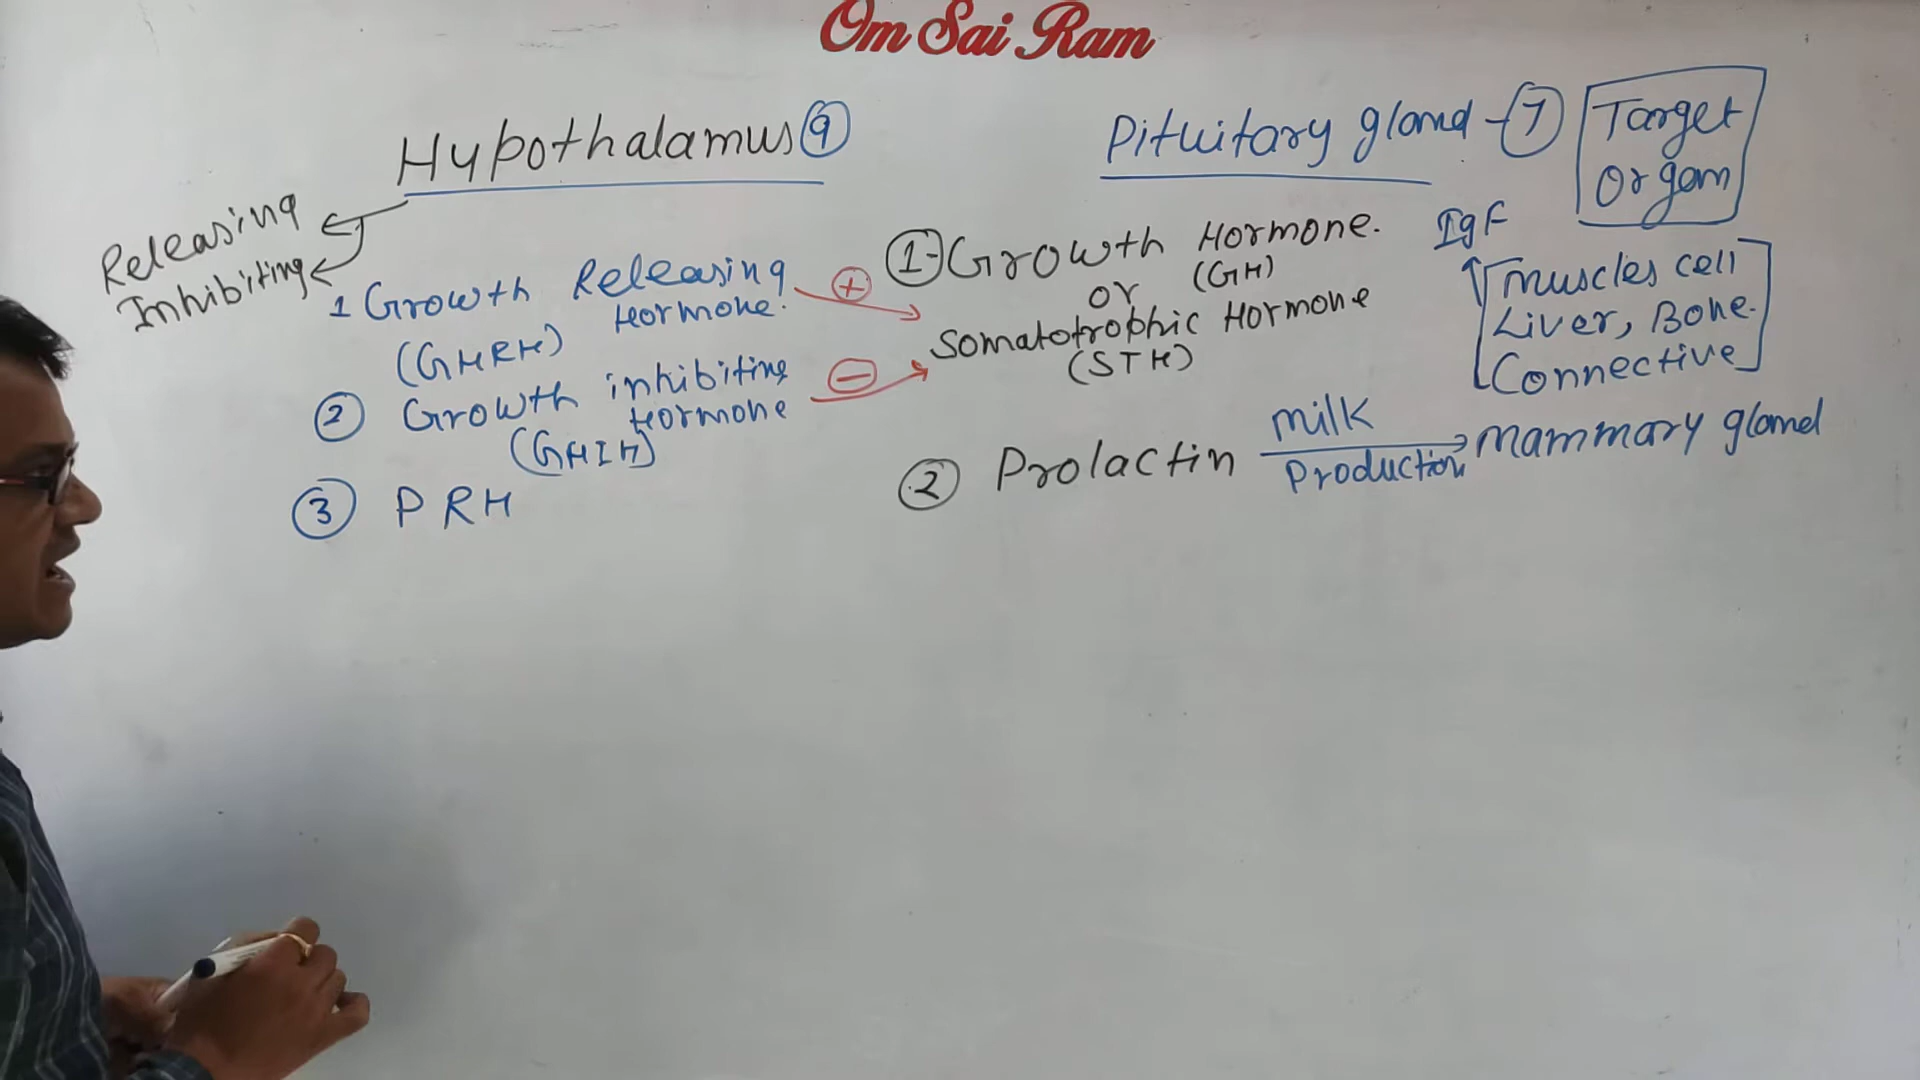 Om Sai Ram
Hypothalamus 9
Releasing
Inhibiting
1 Growth Releasing
Hormone.
(GHRH)
2 Growth inhibiting
Hormone
(GHIH)
3 PRH
+
-
Pituitary gland - 7
Target
Organ
1- Growth Hormone.
(GH)
or
Somatotrophic Hormone
(STH)
IgF
muscles cell
Liver, Bone.
Connective
2 Prolactin
milk
Production
Mammary gland